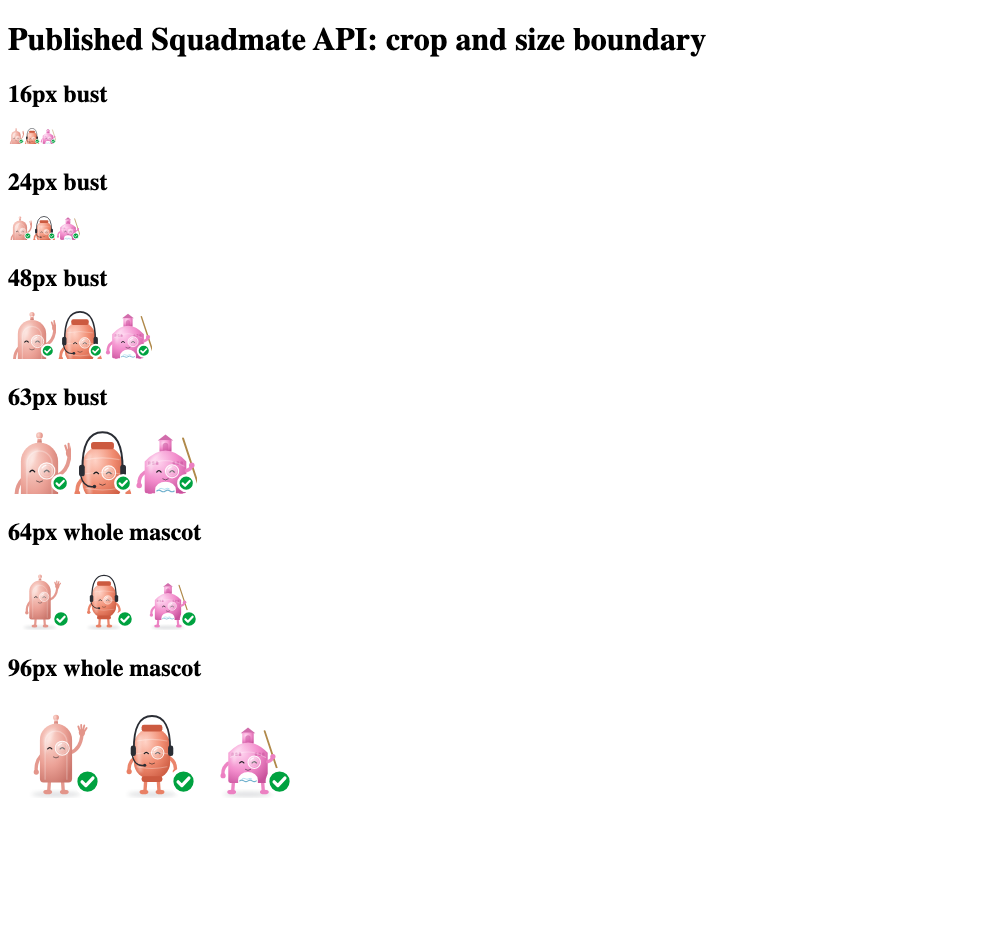 Published Squadmate API: crop and size boundary
16px bust
24px bust
48px bust
63px bust
64px whole mascot
96px whole mascot